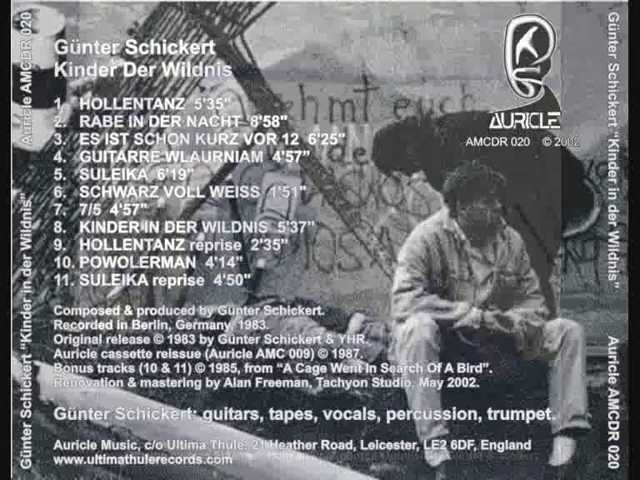 Günter Schickert
Kinder Der Wildnis
1. HOLLENTANZ 5'35"
2. RABE IN DER NACHT 8'58"
3. ES IST SCHON KURZ VOR 12 6'25"
4. GUITARRE WLAURNIAM 4'57"
5. SULEIKA 6'19"
6. SCHWARZ VOLL WEISS 1'51"
7. 7/5 4'57"
8. KINDER IN DER WILDNIS 5'37"
9. HOLLENTANZ reprise 2'35"
10. POWOLERMAN 4'14"
11. SULEIKA reprise 4'50"
Composed & produced by Günter Schickert.
Recorded in Berlin, Germany, 1983.
Original release © 1983 by Günter Schickert & YHR.
Auricle cassette reissue (Auricle AMC 009) © 1987.
Bonus tracks (10 & 11) © 1985, from "A Cage Went In Search Of A Bird".
Renovation & mastering by Alan Freeman, Tachyon Studio, May 2002.
Günter Schickert: guitars, tapes, vocals, percussion, trumpet.
Auricle Music, c/o Ultima Thule, 21 Heather Road, Leicester, LE2 6DF, England
www.ultimathulerecords.com
AURICLE
AMCDR 020 © 2002
ehmt euch
Günter Schickert "Kinder in der Wildnis" Auricle AMCDR 020
Günter Schickert "Kinder in der Wildnis" Auricle AMCDR 020